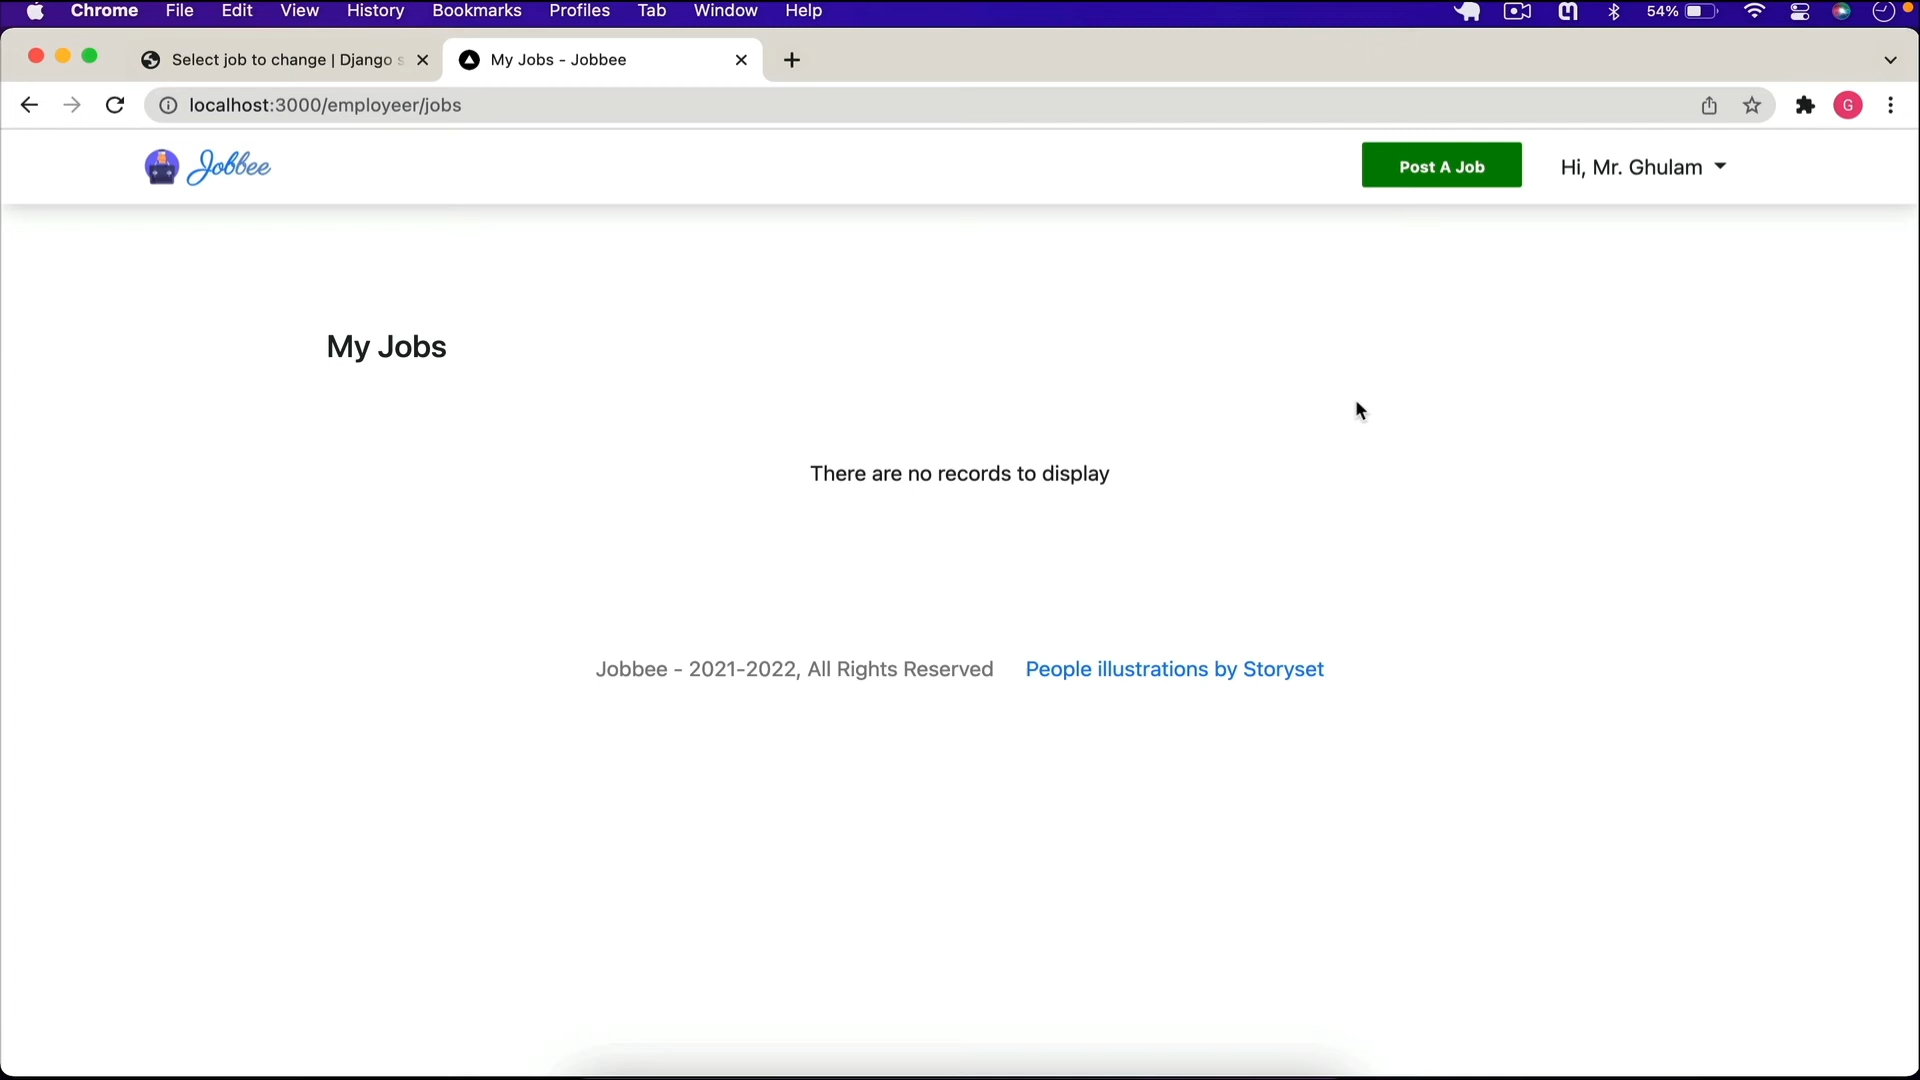 Chrome File Edit View History Bookmarks Profiles Tab Window Help 54%
Select job to change | Django s My Jobs - Jobbee
localhost:3000/employeer/jobs G
Jobbee Post A Job Hi, Mr. Ghulam
My Jobs
There are no records to display
Jobbee - 2021-2022, All Rights Reserved People illustrations by Storyset